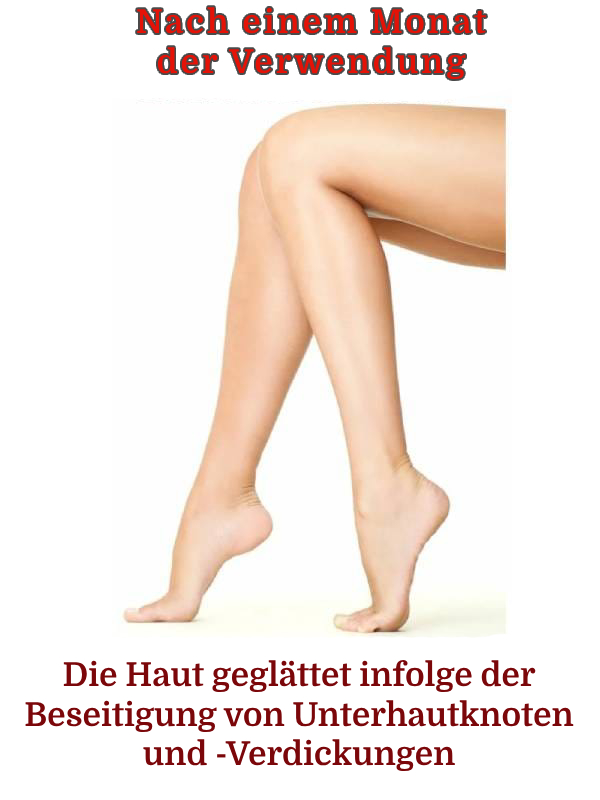 Nach einem Monat
der Verwendung
Die Haut geglättet infolge der
Beseitigung von Unterhautknoten
und -Verdickungen